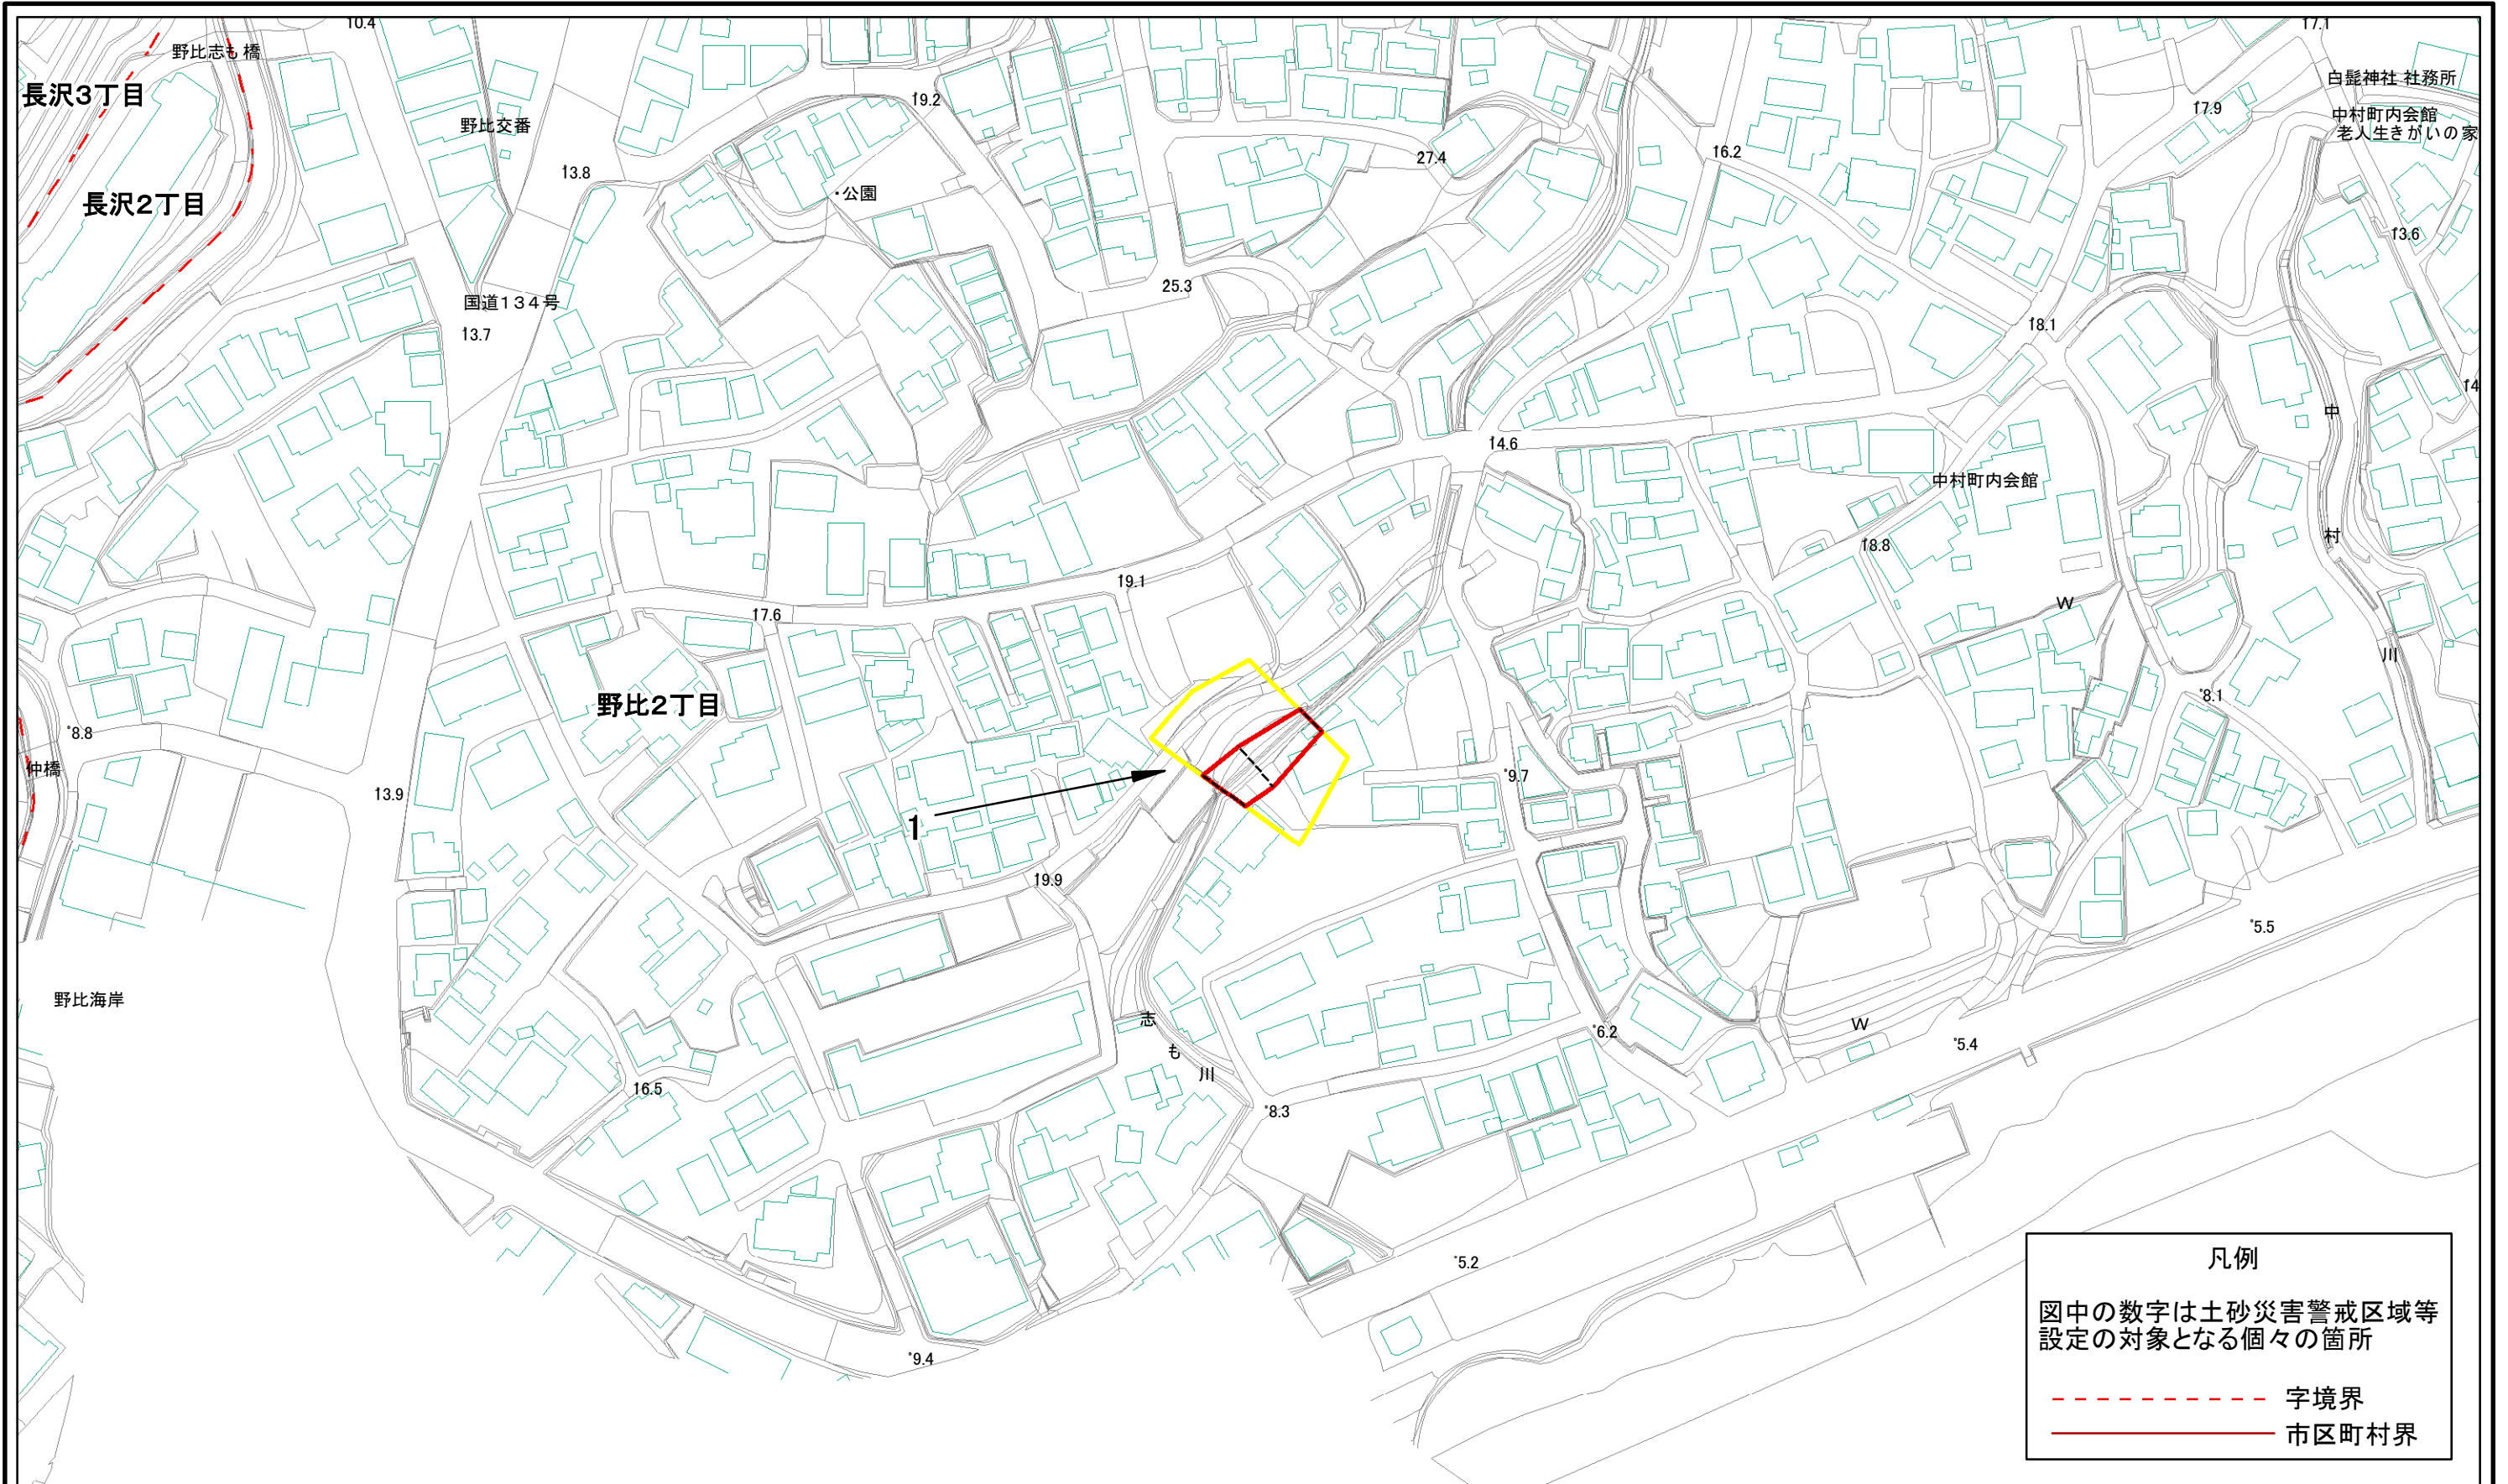 10.4
野比志も橋
17.1
白髭神社 社務所
長沢3丁目
19.2
17.9
中村町内会館
老人生きがいの家
野比交番
27.4
16.2
13.8
・公園
長沢2丁目
13.6
25.3
国道134号
18.1
13.7
14
中
14.6
中村町内会館
村
18.8
19.1
W
17.6
川
野比2丁目
8.1
8.8
仲橋
9.7
13.9
1
19.9
5.5
野比海岸
志
も
川
W
6.2
5.4
16.5
8.3
5.2
9.4
凡例
図中の数字は土砂災害警戒区域等
設定の対象となる個々の箇所
字境界
市区町村界